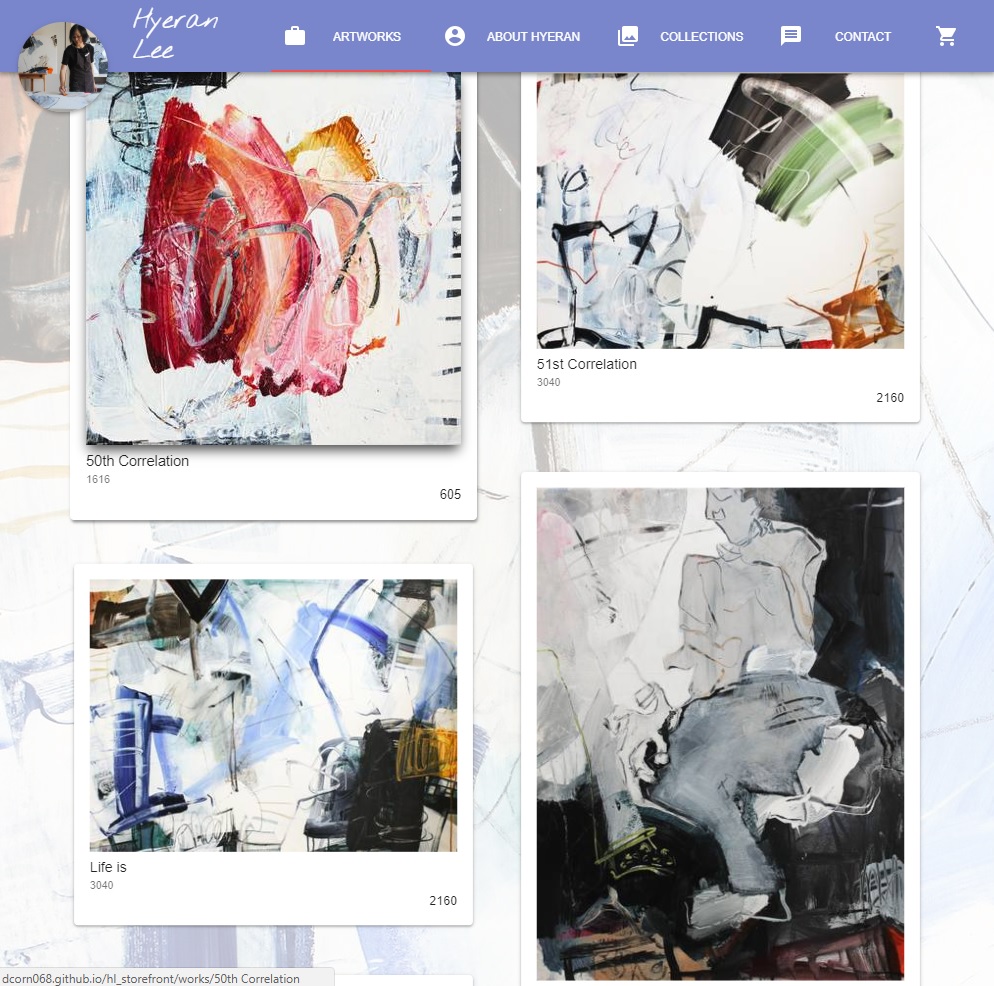 Hyeran
Lee
ARTWORKS
ABOUT HYERAN
COLLECTIONS
CONTACT
50th Correlation
1616
605
51st Correlation
3040
2160
Life is
3040
2160
dcorn068.github.io/hl_storefront/works/50th Correlation